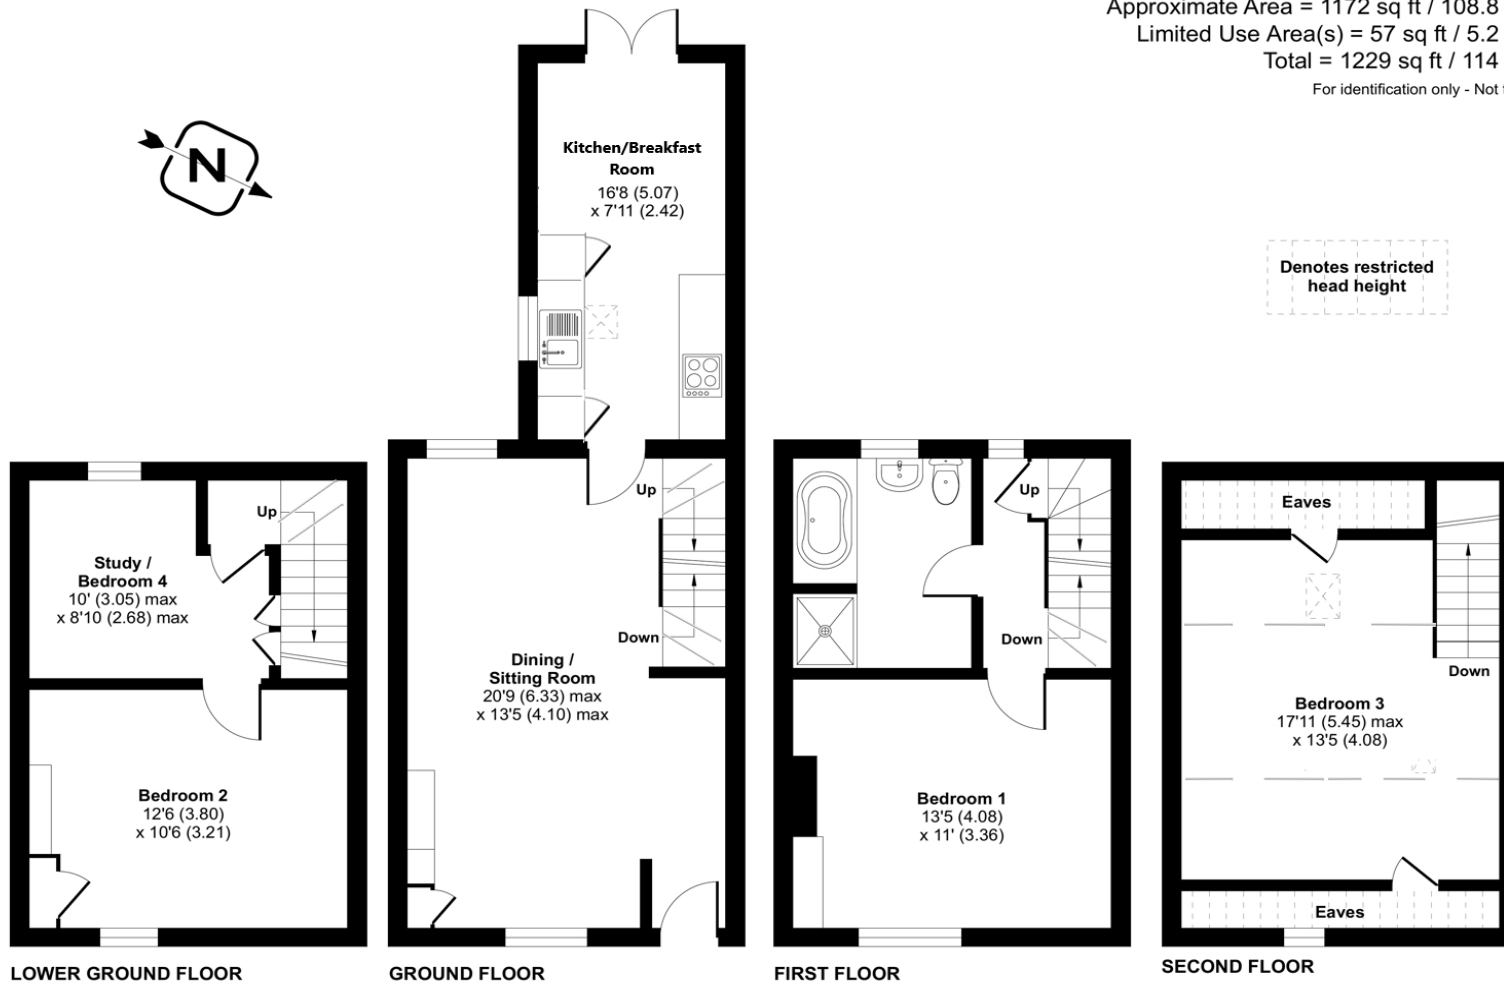 Approximate Area = 1172 sq ft / 108.8
Limited Use Area(s) = 57 sq ft / 5.2
Total = 1229 sq ft / 114
For identification only - Not
N
Kitchen/Breakfast
Room
16'8 (5.07)
x 7'11 (2.42)
Denotes restricted
head height
Up
Study /
Bedroom 4
10' (3.05) max
x 8'10 (2.68) max
Bedroom 2
12'6 (3.80)
x 10'6 (3.21)
LOWER GROUND FLOOR
Up
Down
Dining /
Sitting Room
20'9 (6.33) max
x 13'5 (4.10) max
GROUND FLOOR
Up
Down
Bedroom 1
13'5 (4.08)
x 11' (3.36)
FIRST FLOOR
Eaves
Down
Bedroom 3
17'11 (5.45) max
x 13'5 (4.08)
Eaves
SECOND FLOOR